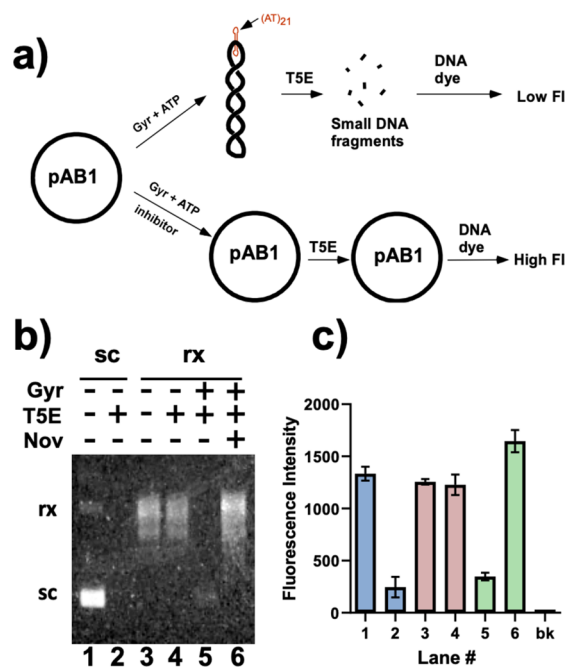 a)
(AT)21
Gyr + ATP
T5E
Small DNA
fragments
DNA
dye
Low FI
pAB1
Gyr + ATP
inhibitor
pAB1
T5E
pAB1
DNA
dye
High FI
b)
sc rx
Gyr - - - - + +
T5E - + - + + +
Nov - - - - - +
rx
sc
1 2 3 4 5 6
c)
Fluorescence Intensity
2000
1500
1000
500
0
1 2 3 4 5 6 bk
Lane #